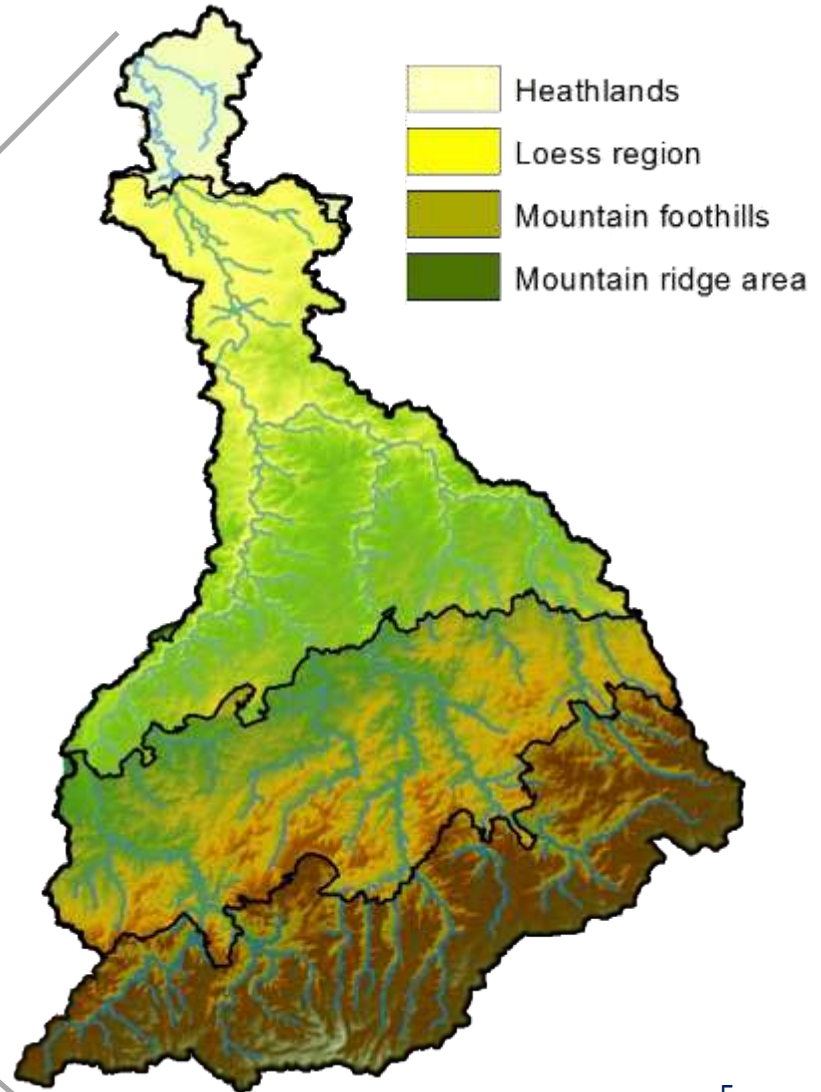 Heathlands
Loess region
Mountain foothills
Mountain ridge area